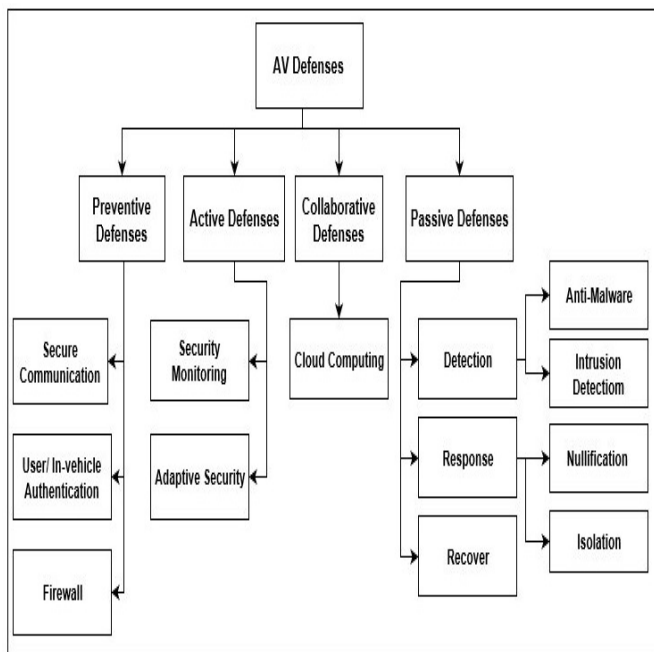 AV Defenses
Preventive
Defenses
Active Defenses
Collaborative
Defenses
Passive Defenses
Secure
Communication
User/ In-vehicle
Authentication
Firewall
Security
Monitoring
Adaptive Security
Cloud Computing
Detection
Response
Recover
Anti-Malware
Intrusion
Detectiom
Nullification
Isolation